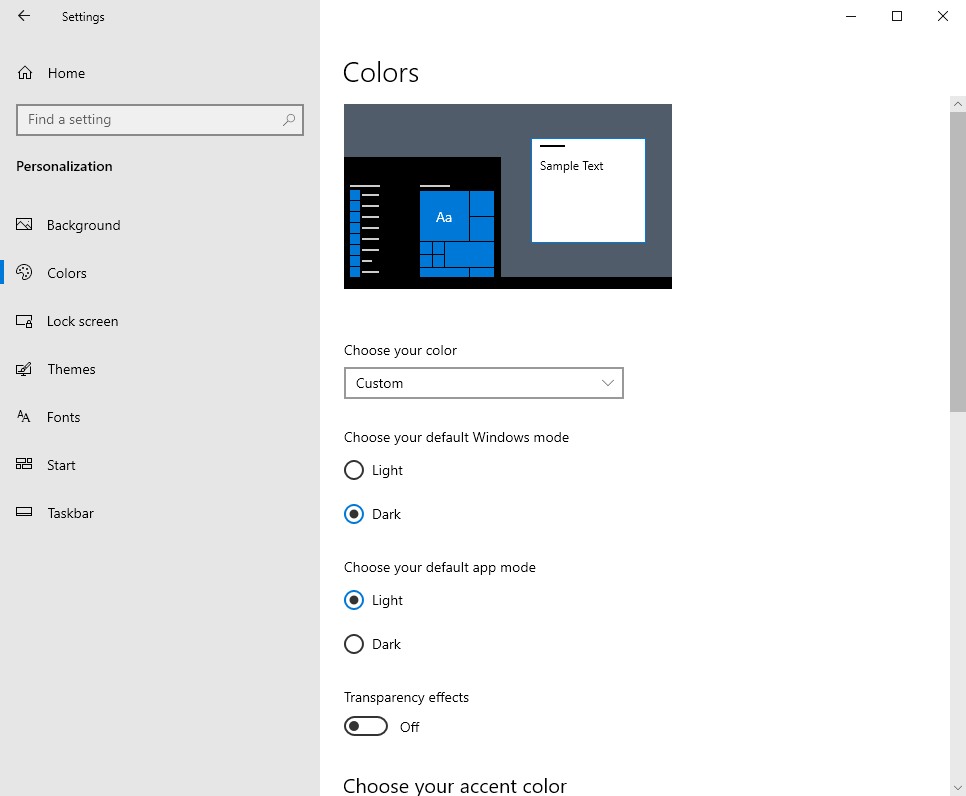 Settings
Home
Find a setting
Personalization
Background
Colors
Lock screen
Themes
Fonts
Start
Taskbar
Colors
Sample Text
Aa
Choose your color
Custom
Choose your default Windows mode
Light
Dark
Choose your default app mode
Light
Dark
Transparency effects
Off
Choose your accent color